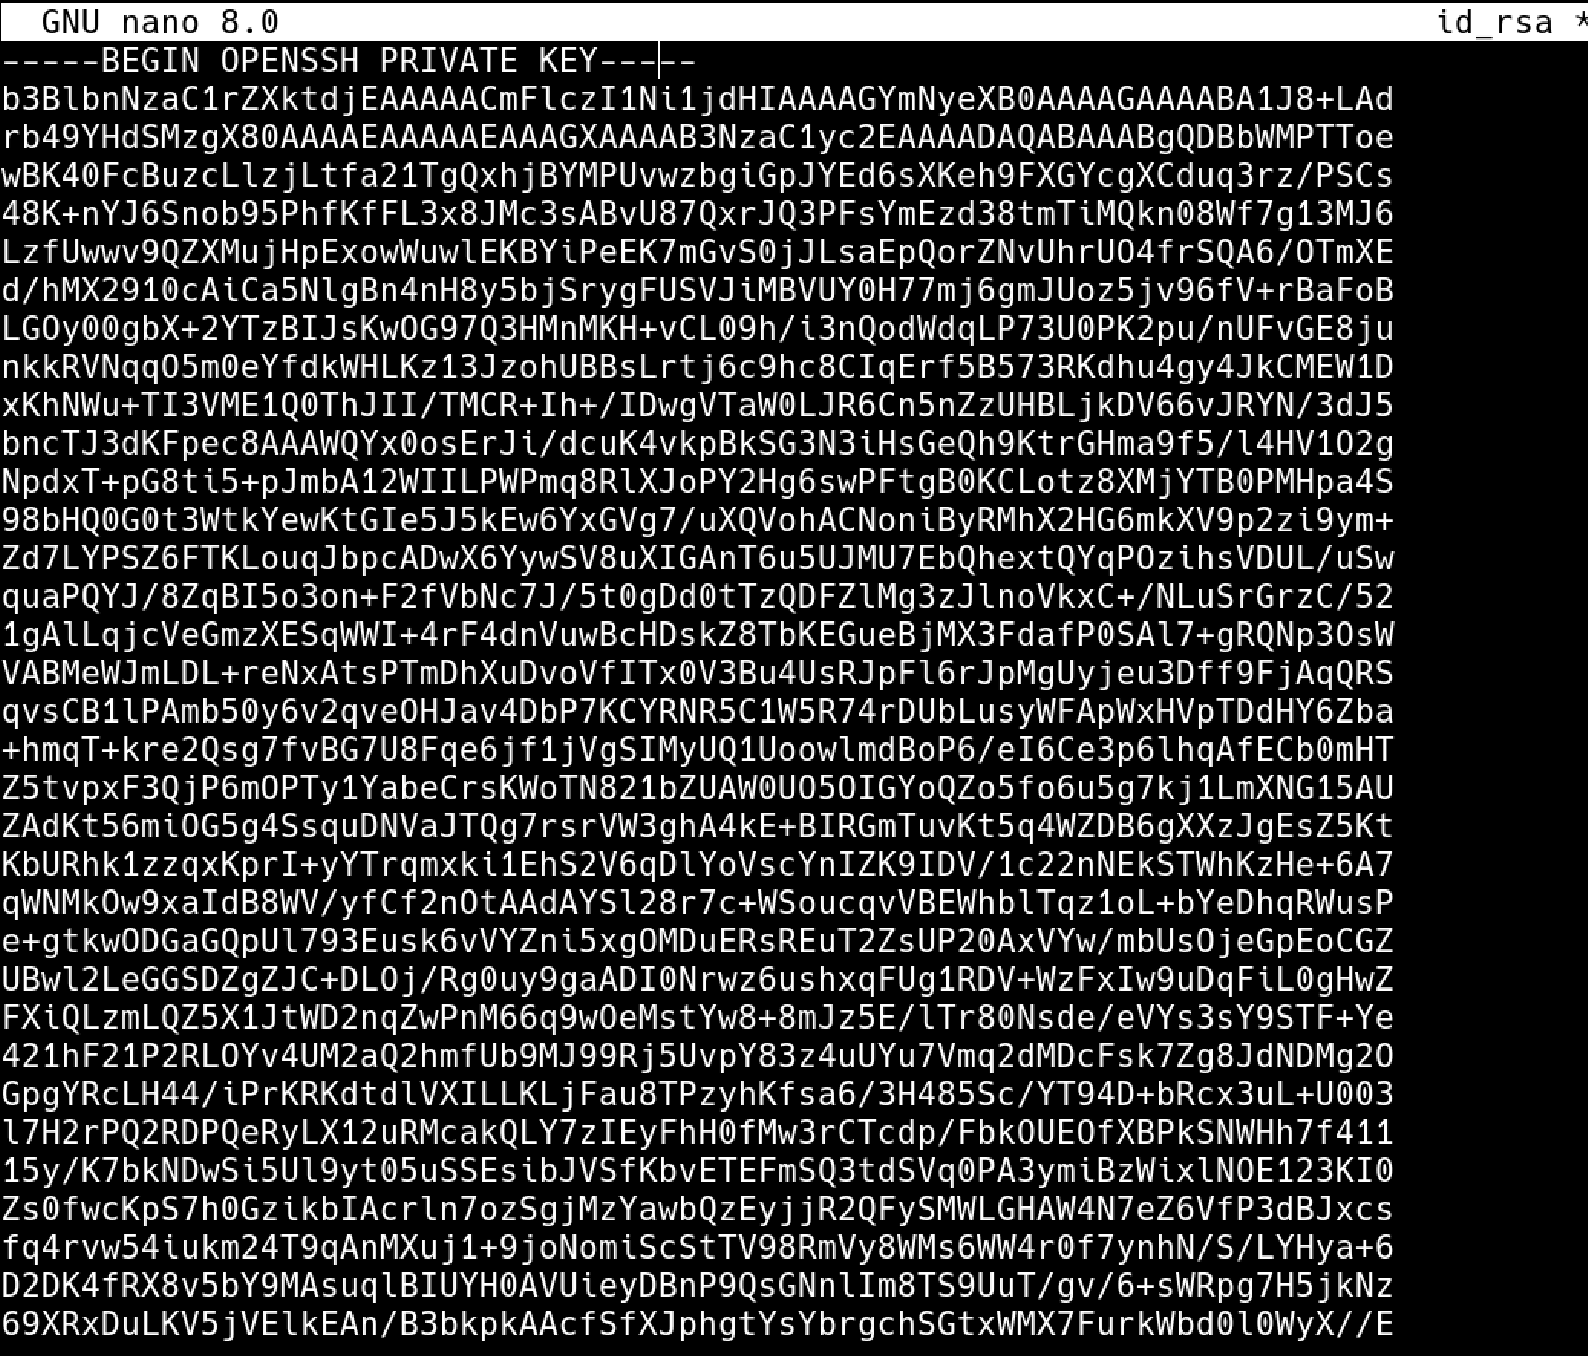 GNU nano 8.0 id_rsa *
-----BEGIN OPENSSH PRIVATE KEY-----
b3BlbnNzaC1rZXktdjEAAAAACmFlczI1Ni1jdHIAAAAGYmNyeXB0AAAAGAAAABA1J8+LAd
rb49YHdSMzgX80AAAAEAAAAAEAAAGXAAAAB3NzaC1yc2EAAAADAQABAAABgQDBbWMPTToe
wBK40FcBuzcLlzjLtfa21TgQxhjBYMPUvwzbgiGpJYEd6sXKeh9FXGYcgXCduq3rz/PSCs
48K+nYJ6Snob95PhfKfFL3x8JMc3sABvU87QxrJQ3PFsYmEzd38tmTiMQkn08Wf7g13MJ6
LzfUwwv9QZXMujHpExowWuwlEKBYiPeEK7mGvS0jJLsaEpQorZNvUhrUO4frSQA6/OTmXE
d/hMX2910cAiCa5NlgBn4nH8y5bjSrygFUSVJiMBVUY0H77mj6gmJUoz5jv96fV+rBaFoB
LGOy00gbX+2YTzBIJsKwOG97Q3HMnMKH+vCL09h/i3nQodWdqLP73U0PK2pu/nUFvGE8ju
nkkRVNqqO5m0eYfdkWHLKz13JzohUBBsLrtj6c9hc8CIqErf5B573RKdhu4gy4JkCMEW1D
xKhNWu+TI3VME1Q0ThJII/TMCR+Ih+/IDwgVTaW0LJR6Cn5nZzUHBLjkDV66vJRYN/3dJ5
bncTJ3dKFpec8AAAWQYx0osErJi/dcuK4vkpBkSG3N3iHsGeQh9KtrGHma9f5/l4HV1O2g
NpdxT+pG8ti5+pJmbA12WIILPWPmq8RlXJoPY2Hg6swPFtgB0KCLotz8XMjYTB0PMHpa4S
98bHQ0G0t3WtkYewKtGIe5J5kEw6YxGVg7/uXQVohACNoniByRMhX2HG6mkXV9p2zi9ym+
Zd7LYPSZ6FTKLouqJbpcADwX6YywSV8uXIGAnT6u5UJMU7EbQhextQYqPOzihsVDUL/uSw
quaPQYJ/8ZqBI5o3on+F2fVbNc7J/5t0gDd0tTzQDFZlMg3zJlnoVkxC+/NLuSrGrzC/52
1gAlLqjcVeGmzXESqWWI+4rF4dnVuwBcHDskZ8TbKEGueBjMX3FdafP0SAl7+gRQNp3OsW
VABMeWJmLDL+reNxAtsPTmDhXuDvoVfITx0V3Bu4UsRJpFl6rJpMgUyjeu3Dff9FjAqQRS
qvsCB1lPAmb50y6v2qveOHJav4DbP7KCYRNR5C1W5R74rDUbLusyWFApWxHVpTDdHY6Zba
+hmqT+kre2Qsg7fvBG7U8Fqe6jf1jVgSIMyUQ1UoowlmdBoP6/eI6Ce3p6lhqAfECb0mHT
Z5tvpxF3QjP6mOPTy1YabeCrsKWoTN821bZUAW0UO5OIGYoQZo5fo6u5g7kj1LmXNG15AU
ZAdKt56miOG5g4SsquDNVaJTQg7rsrVW3ghA4kE+BIRGmTuvKt5q4WZDB6gXXzJgEsZ5Kt
KbURhk1zzqxKprI+yYTrqmxki1EhS2V6qDlYoVscYnIZK9IDV/1c22nNEkSTWhKzHe+6A7
qWNMkOw9xaIdB8WV/yfCf2nOtAAdAYSl28r7c+WSoucqvVBEWhblTqz1oL+bYeDhqRWusP
e+gtkwODGaGQpUl793Eusk6vVYZni5xgOMDuERsREuT2ZsUP20AxVYw/mbUsOjeGpEoCGZ
UBwl2LeGGSDZgZJC+DLOj/Rg0uy9gaADI0Nrwz6ushxqFUg1RDV+WzFxIw9uDqFiL0gHwZ
FXiQLzmLQZ5X1JtWD2nqZwPnM66q9wOeMstYw8+8mJz5E/lTr80Nsde/eVYs3sY9STF+Ye
421hF21P2RLOYv4UM2aQ2hmfUb9MJ99Rj5UvpY83z4uUYu7Vmq2dMDcFsk7Zg8JdNDMg2O
GpgYRcLH44/iPrKRKdtdlVXILLKLjFau8TPzyhKfsa6/3H485Sc/YT94D+bRcx3uL+U003
l7H2rPQ2RDPQeRyLX12uRMcakQLY7zIEyFhH0fMw3rCTcdp/FbkOUEOfXBPkSNWHh7f411
15y/K7bkNDwSi5Ul9yt05uSSEsibJVSfKbvETEFmSQ3tdSVq0PA3ymiBzWixlNOE123KI0
Zs0fwcKpS7h0GzikbIAcrln7ozSgjMzYawbQzEyjjR2QFySMWLGHAW4N7eZ6VfP3dBJxcs
fq4rvw54iukm24T9qAnMXuj1+9joNomiScStTV98RmVy8WMs6WW4r0f7ynhN/S/LYHya+6
D2DK4fRX8v5bY9MAsuqlBIUYH0AVUieyDBnP9QsGNnlIm8TS9UuT/gv/6+sWRpg7H5jkNz
69XRxDuLKV5jVElkEAn/B3bkpkAAcfSfXJphgtYsYbrgchSGtxWMX7FurkWbd0l0WyX//E